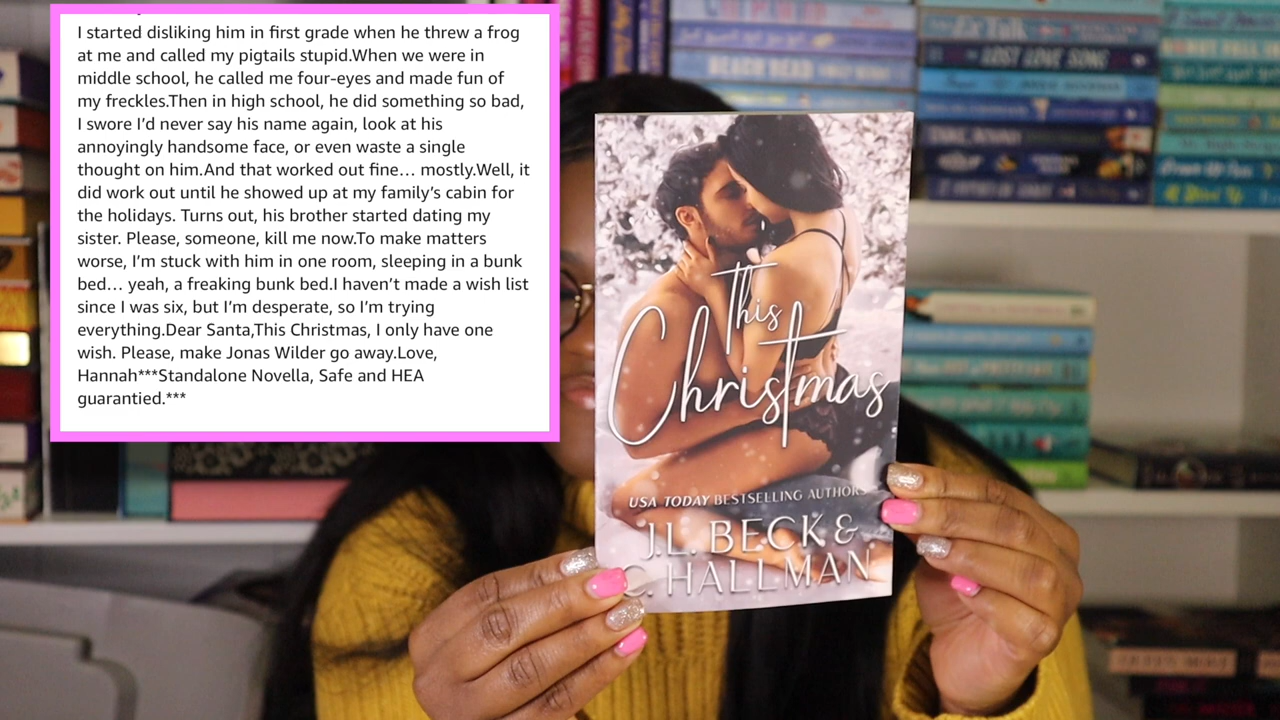 I started disliking him in first grade when he threw a frog
at me and called my pigtails stupid.When we were in
middle school, he called me four-eyes and made fun of
my freckles.Then in high school, he did something so bad,
I swore I’d never say his name again, look at his
annoyingly handsome face, or even waste a single
thought on him.And that worked out fine… mostly.Well, it
did work out until he showed up at my family’s cabin for
the holidays. Turns out, his brother started dating my
sister. Please, someone, kill me now.To make matters
worse, I’m stuck with him in one room, sleeping in a bunk
bed… yeah, a freaking bunk bed.I haven’t made a wish list
since I was six, but I’m desperate, so I’m trying
everything.Dear Santa,This Christmas, I only have one
wish. Please, make Jonas Wilder go away.Love,
Hannah***Standalone Novella, Safe and HEA
guarantied.***
This
Christmas
USA TODAY BESTSELLING AUTHORS
J.L. BECK &
C. HALLMAN
LOST LOVE SONG